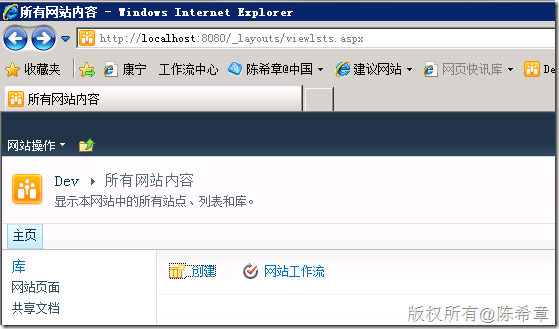 所有网站内容 - Windows Internet Explorer
http://localhost:8080/_layouts/viewlsts.aspx
收藏夹 康宁 工作流中心 陈希章@中国 建议网站 网页快讯库 De
所有网站内容
网站操作
Dev 所有网站内容
显示本网站中的所有站点、列表和库。
主页
库
网站页面
共享文档
创建 网站工作流
版权所有@陈希章